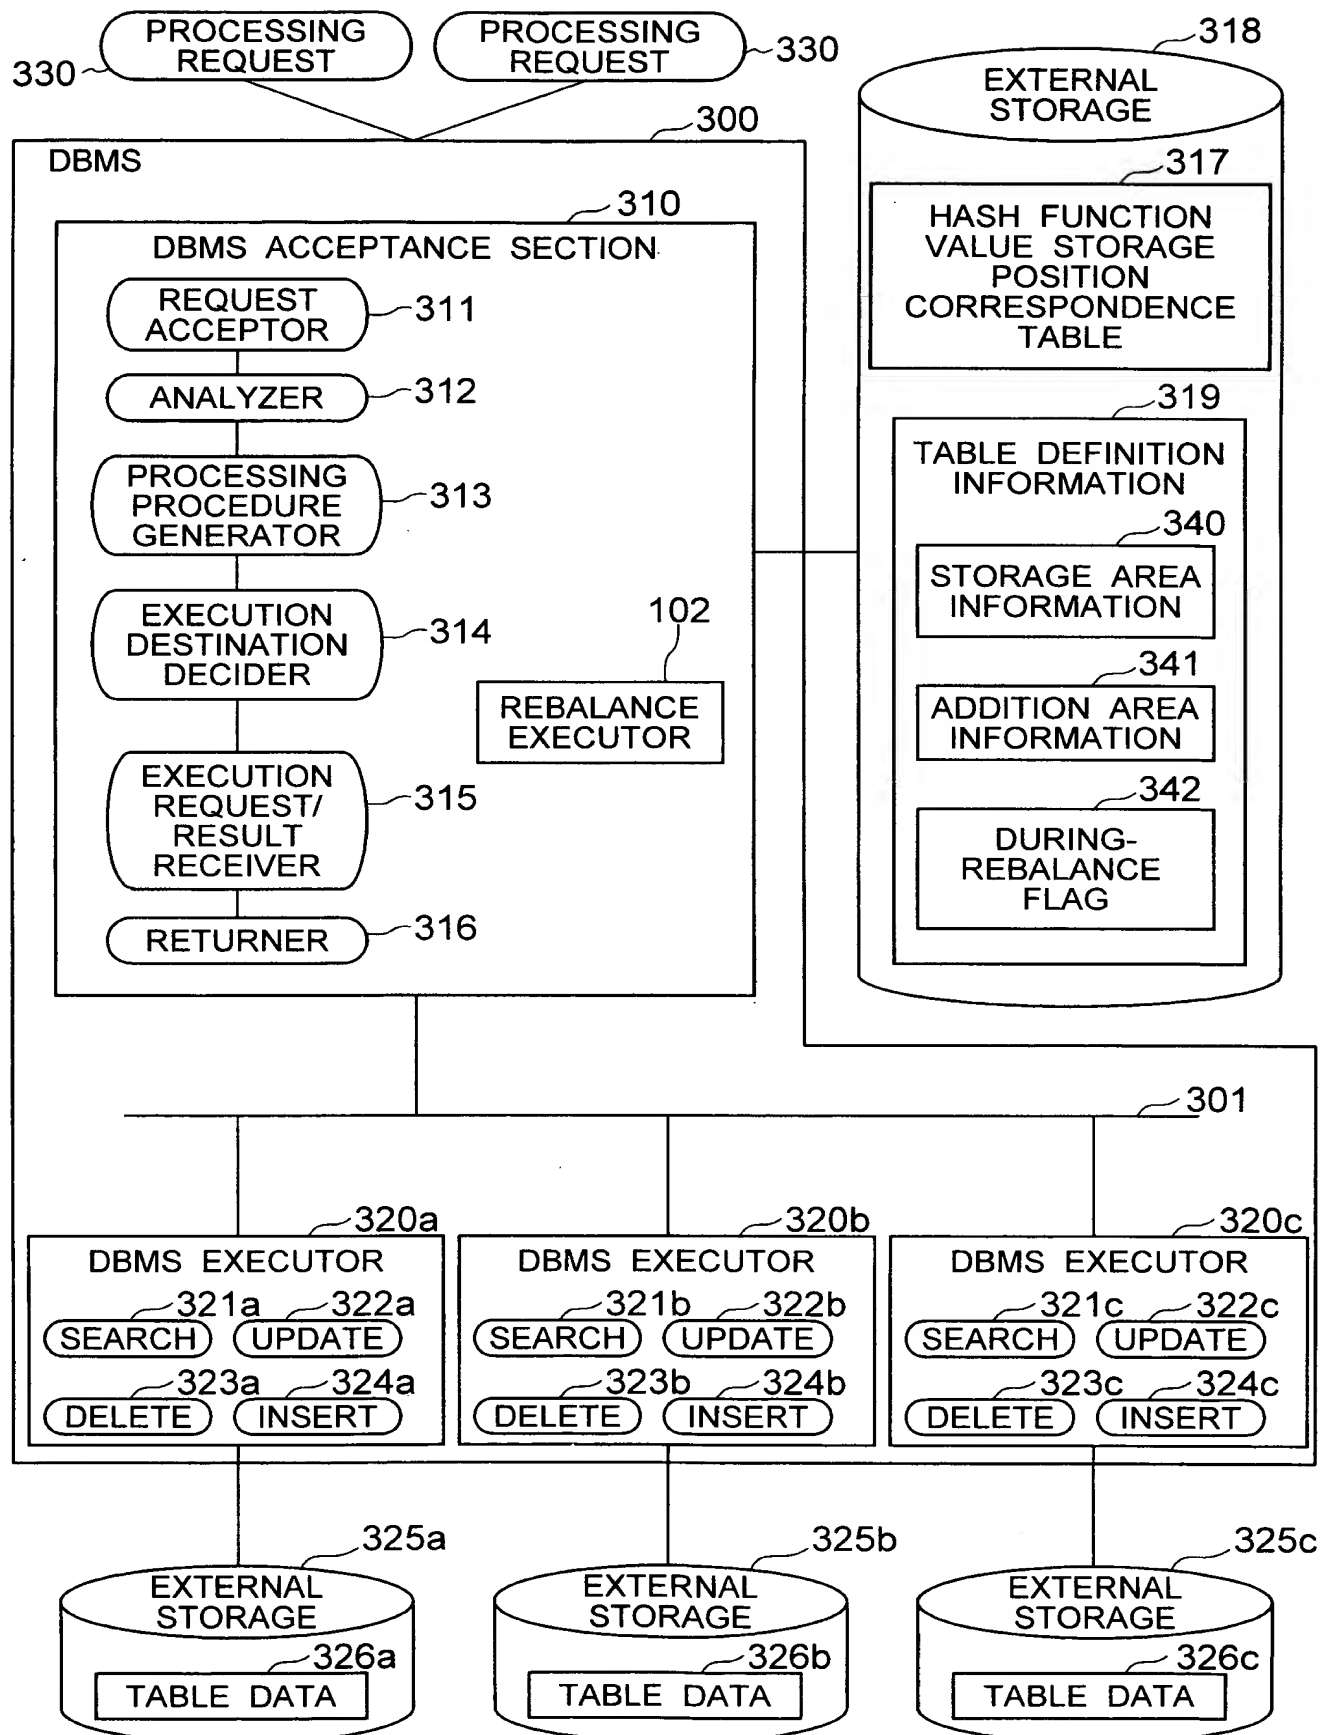 PROCESSING
REQUEST
330
PROCESSING
REQUEST
330
300
DBMS
310
DBMS ACCEPTANCE SECTION
REQUEST
ACCEPTOR
311
ANALYZER
312
PROCESSING
PROCEDURE
GENERATOR
313
EXECUTION
DESTINATION
DECIDER
314
EXECUTION
REQUEST/
RESULT
RECEIVER
315
RETURNER
316
102
REBALANCE
EXECUTOR
318
EXTERNAL
STORAGE
317
HASH FUNCTION
VALUE STORAGE
POSITION
CORRESPONDENCE
TABLE
319
TABLE DEFINITION
INFORMATION
340
STORAGE AREA
INFORMATION
341
ADDITION AREA
INFORMATION
342
DURING-
REBALANCE
FLAG
301
320a
DBMS EXECUTOR
321a
SEARCH
322a
UPDATE
323a
DELETE
324a
INSERT
320b
DBMS EXECUTOR
321b
SEARCH
322b
UPDATE
323b
DELETE
324b
INSERT
320c
DBMS EXECUTOR
321c
SEARCH
322c
UPDATE
323c
DELETE
324c
INSERT
325a
EXTERNAL
STORAGE
326a
TABLE DATA
325b
EXTERNAL
STORAGE
326b
TABLE DATA
325c
EXTERNAL
STORAGE
326c
TABLE DATA